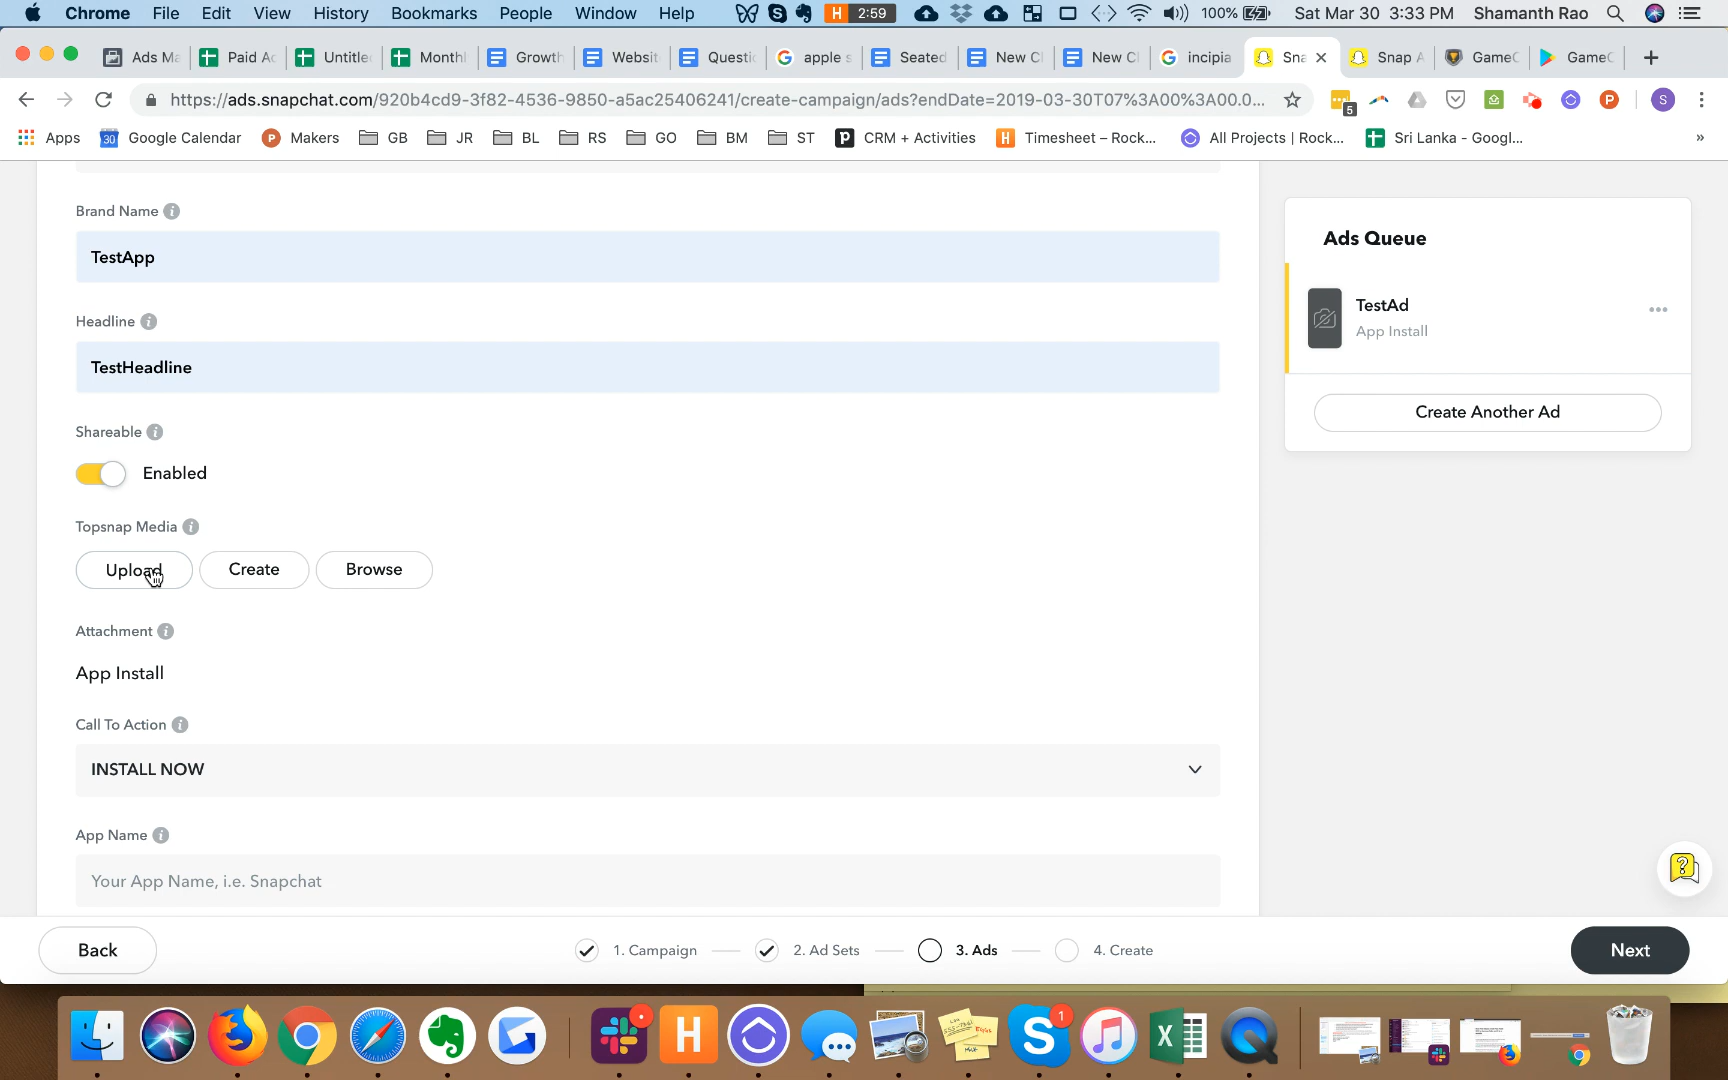 Chrome File Edit View History Bookmarks People Window Help H 2:59 100% Sat Mar 30 3:33 PM Shamanth Rao
Ads Ma Paid Ac Untitle Monthl Growth Websit Questic apple s Seated New Cl New Cl incipia Sna Snap A GameC GameC
https://ads.snapchat.com/920b4cd9-3f82-4536-9850-a5ac25406241/create-campaign/ads?endDate=2019-03-30T07%3A00%3A00.0... 5 P S
Apps 30 Google Calendar P Makers GB JR BL RS GO BM ST p CRM + Activities H Timesheet – Rock... All Projects | Rock... Sri Lanka - Googl... »
Brand Name
TestApp
Headline
TestHeadline
Shareable
Enabled
Topsnap Media
Upload Create Browse
Attachment
App Install
Call To Action
INSTALL NOW
App Name
Your App Name, i.e. Snapchat
Ads Queue
TestAd
App Install
Create Another Ad
Back
1. Campaign 2. Ad Sets 3. Ads 4. Create
Next
H S 1 X